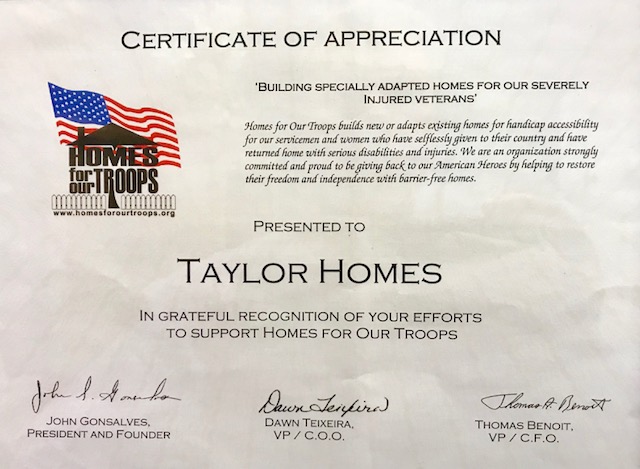 CERTIFICATE OF APPRECIATION
'BUILDING SPECIALLY ADAPTED HOMES FOR OUR SEVERELY
INJURED VETERANS'
Homes for Our Troops builds new or adapts existing homes for handicap accessibility
for our servicemen and women who have selflessly given to their country and have
returned home with serious disabilities and injuries. We are an organization strongly
committed and proud to be giving back to our American Heroes by helping to restore
their freedom and independence with barrier-free homes.
HOMES
for
our TROOPS
www.homesforourtroops.org
PRESENTED TO
TAYLOR HOMES
IN GRATEFUL RECOGNITION OF YOUR EFFORTS
TO SUPPORT HOMES FOR OUR TROOPS
John S. Gonsalves
JOHN GONSALVES,
PRESIDENT AND FOUNDER
Dawn Teixeira
DAWN TEIXEIRA,
VP / C.O.O.
Thomas A. Benoit
THOMAS BENOIT,
VP / C.F.O.